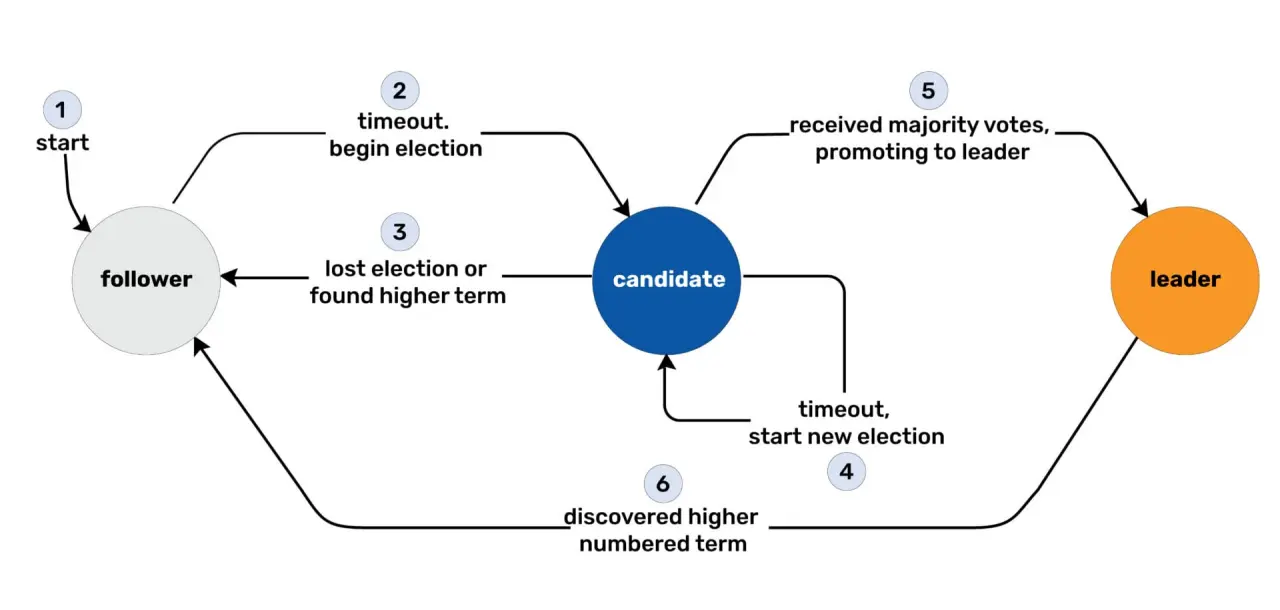 1
start
2
timeout.
begin election
3
lost election or
found higher term
4
timeout,
start new election
5
received majority votes,
promoting to leader
6
discovered higher
numbered term
follower
candidate
leader